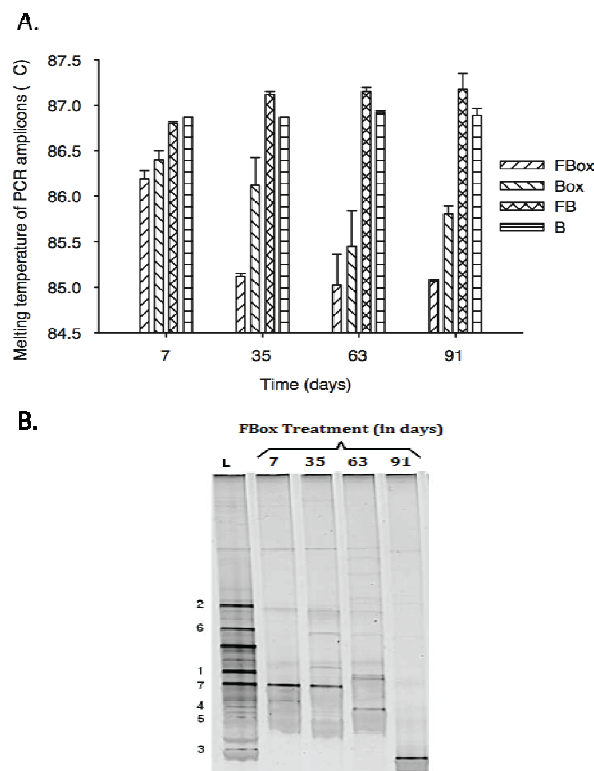 A.
Melting temperature of PCR amplicons ( C)
87.5
87.0
86.5
86.0
85.5
85.0
84.5
7 35 63 91
Time (days)
FBox
Box
FB
B
B.
FBox Treatment (in days)
L 7 35 63 91
2
6
1
7
4
5
3